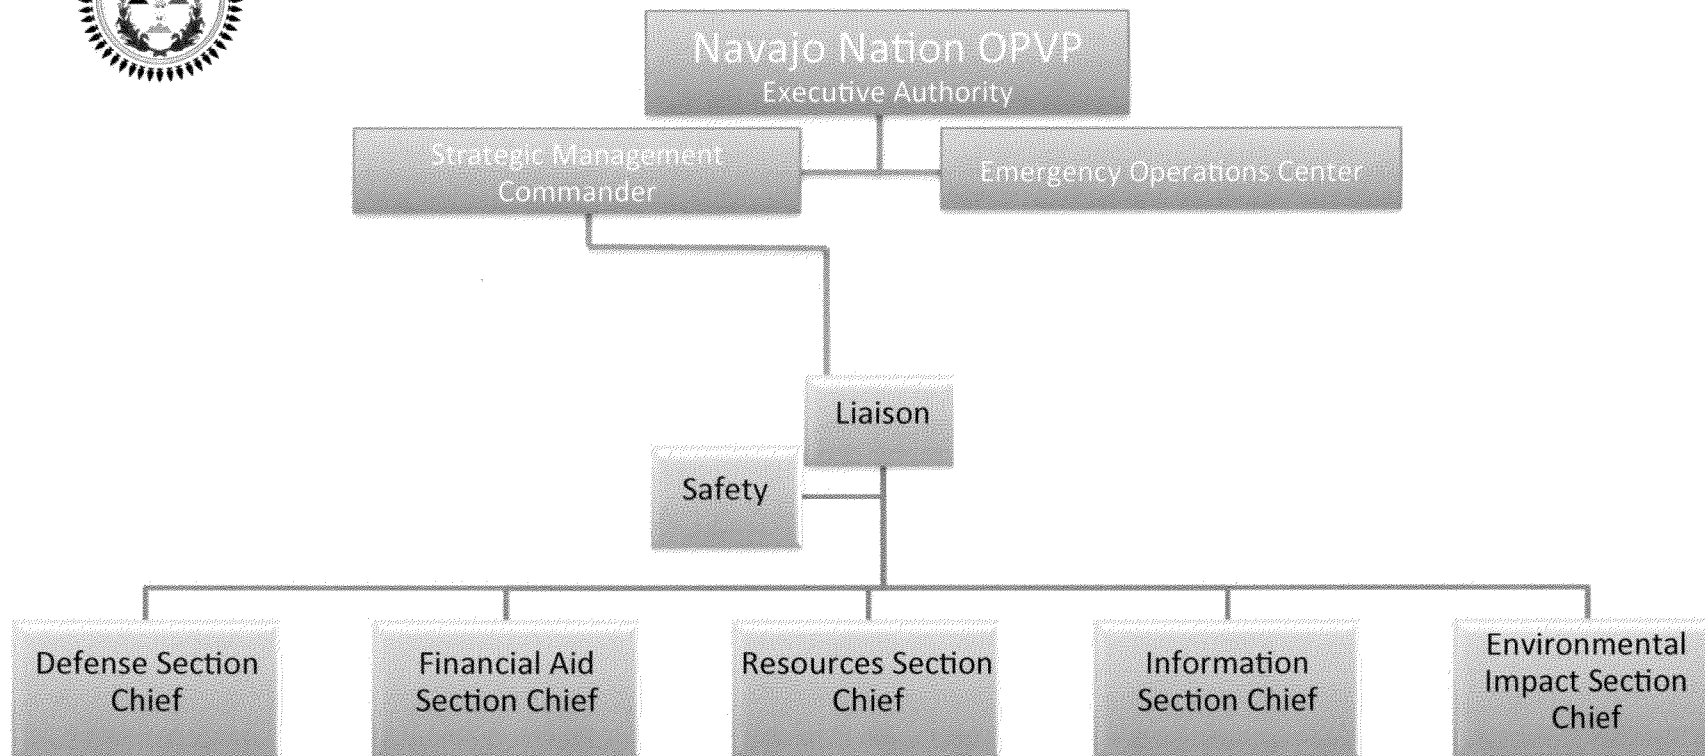 Navajo Nation OPVP
Executive Authority
Strategic Management
Commander
Emergency Operations Center
Liaison
Safety
Defense Section
Chief
Financial Aid
Section Chief
Resources Section
Chief
Information
Section Chief
Environmental
Impact Section
Chief